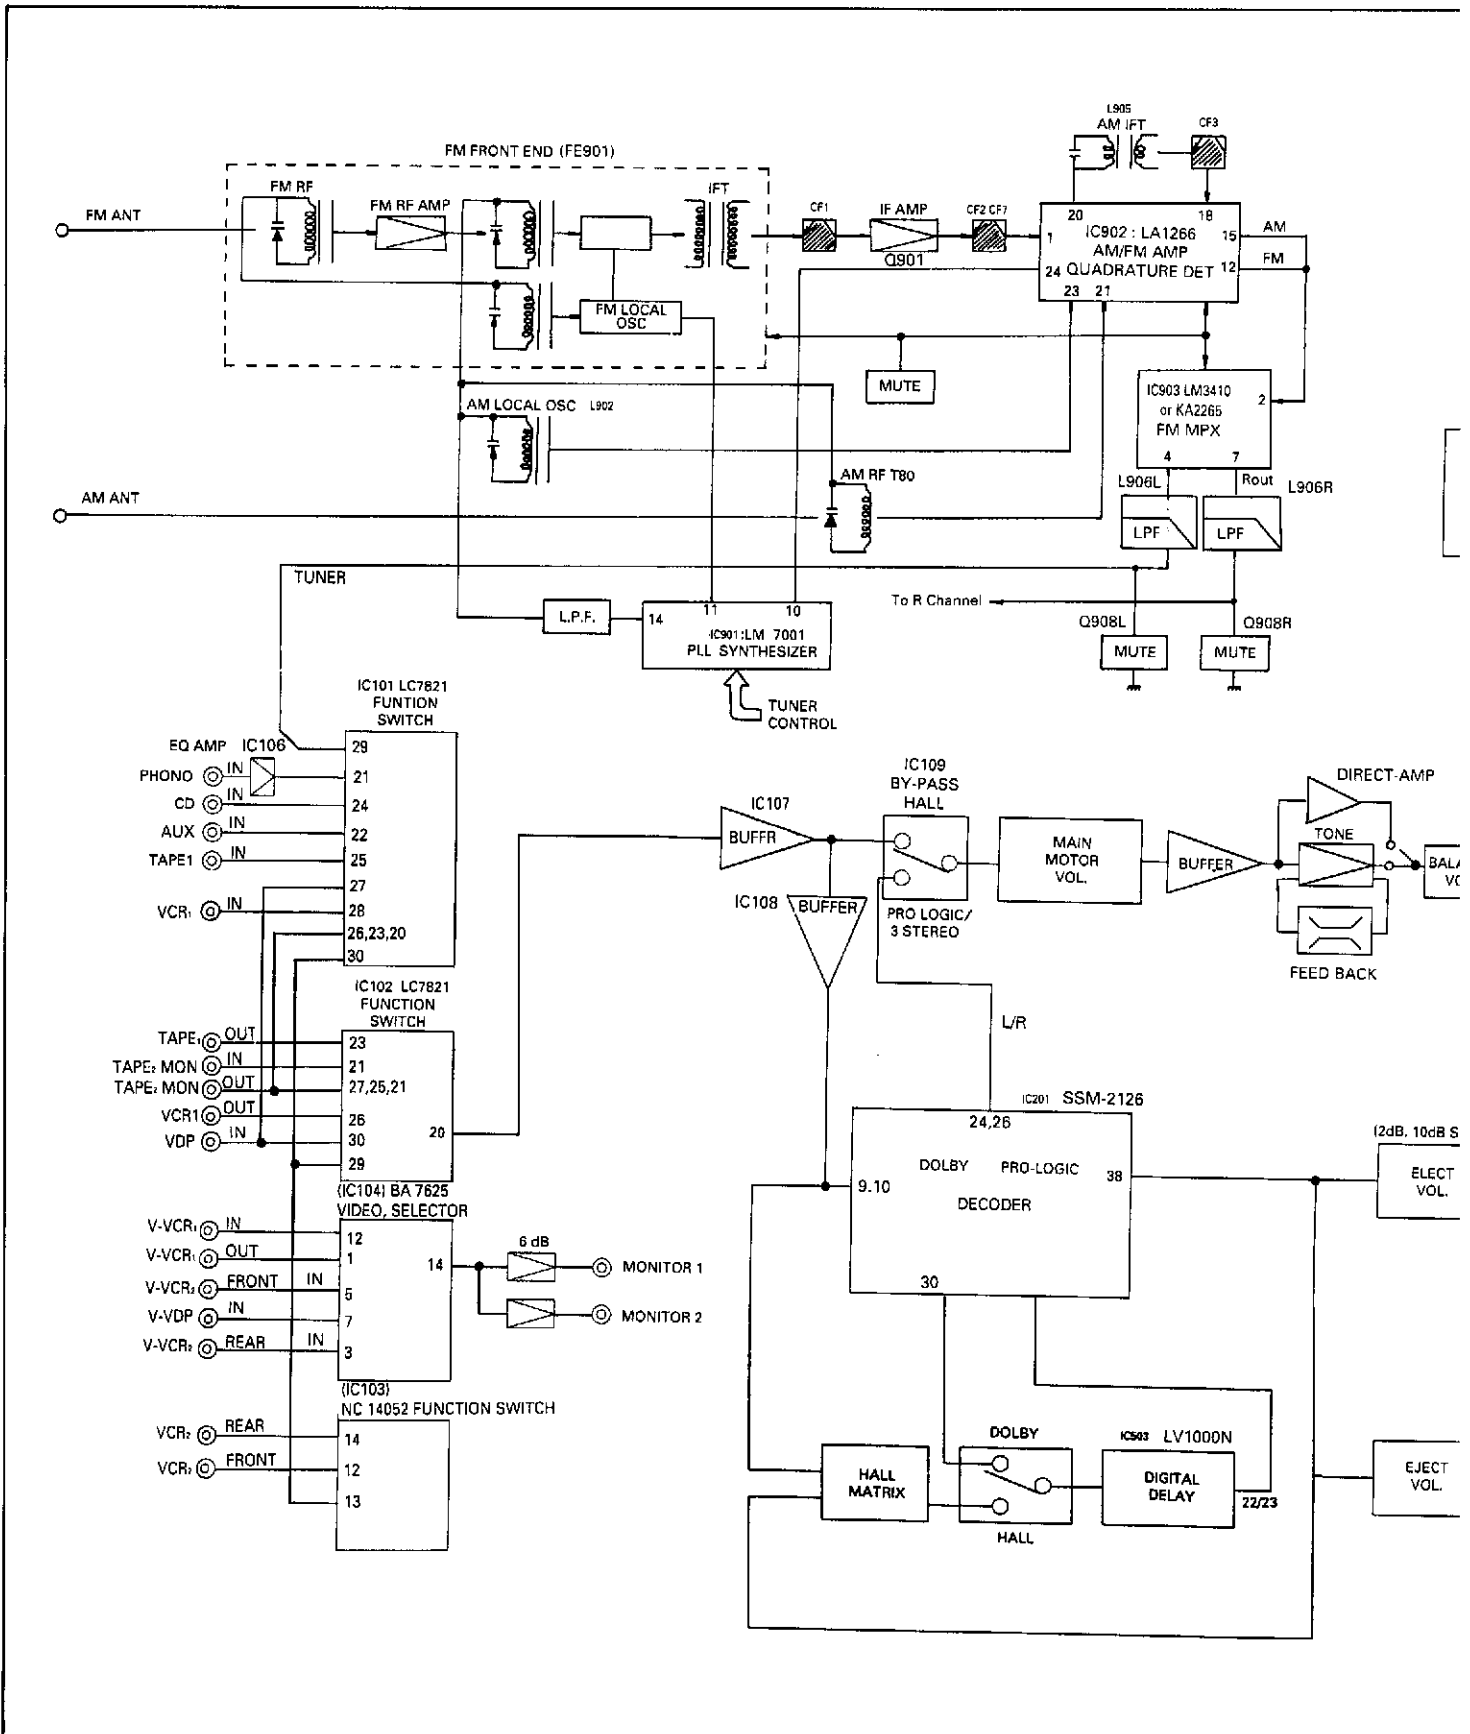 L905
AM IFT
CF3
FM FRONT END (FE901)
FM RF
FM RF AMP
IFT
FM ANT
CF1
IF AMP
CF2 CF7
Q901
20
18
IC902 : LA1266
15
AM
1
AM/FM AMP
24
QUADRATURE DET
12
FM
23
21
FM LOCAL
OSC
MUTE
IC903 LM3410
or KA2265
2
FM MPX
4
7
AM LOCAL OSC L902
AM RF T80
L906L
Rout
L906R
AM ANT
LPF
LPF
TUNER
To R Channel
L.P.F.
14
11
10
IC901:LM 7001
PLL SYNTHESIZER
Q908L
Q908R
MUTE
MUTE
TUNER
CONTROL
IC101 LC7821
FUNTION
SWITCH
EQ AMP
IC106
29
PHONO
IN
21
CD
IN
24
AUX
IN
22
TAPE1
IN
25
27
VCR₁
IN
28
26,23,20
30
IC107
BUFFR
IC108
BUFFER
IC109
BY-PASS
HALL
PRO LOGIC/
3 STEREO
MAIN
MOTOR
VOL.
BUFFER
DIRECT-AMP
TONE
FEED BACK
BALA
VO
IC102 LC7821
FUNCTION
SWITCH
TAPE₁
OUT
23
TAPE₂ MON
IN
21
TAPE₂ MON
OUT
27,25,21
VCR1
OUT
26
VDP
IN
30
20
29
L/R
IC201 SSM-2126
24,26
DOLBY PRO-LOGIC
38
9.10
DECODER
30
(2dB, 10dB S
ELECT
VOL.
(IC104) BA 7625
VIDEO, SELECTOR
V-VCR₁
IN
12
V-VCR₁
OUT
1
14
V-VCR₂
FRONT
IN
5
V-VDP
IN
7
V-VCR₂
REAR
IN
3
6 dB
MONITOR 1
MONITOR 2
(IC103)
NC 14052 FUNCTION SWITCH
VCR₂
REAR
14
VCR₂
FRONT
12
13
HALL
MATRIX
DOLBY
HALL
IC503 LV1000N
DIGITAL
DELAY
22/23
EJECT
VOL.